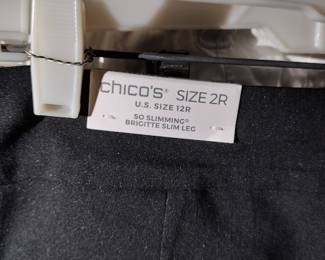 chico's® SIZE 2R
U.S. SIZE 12R
SO SLIMMING®
BRIGITTE SLIM LEG